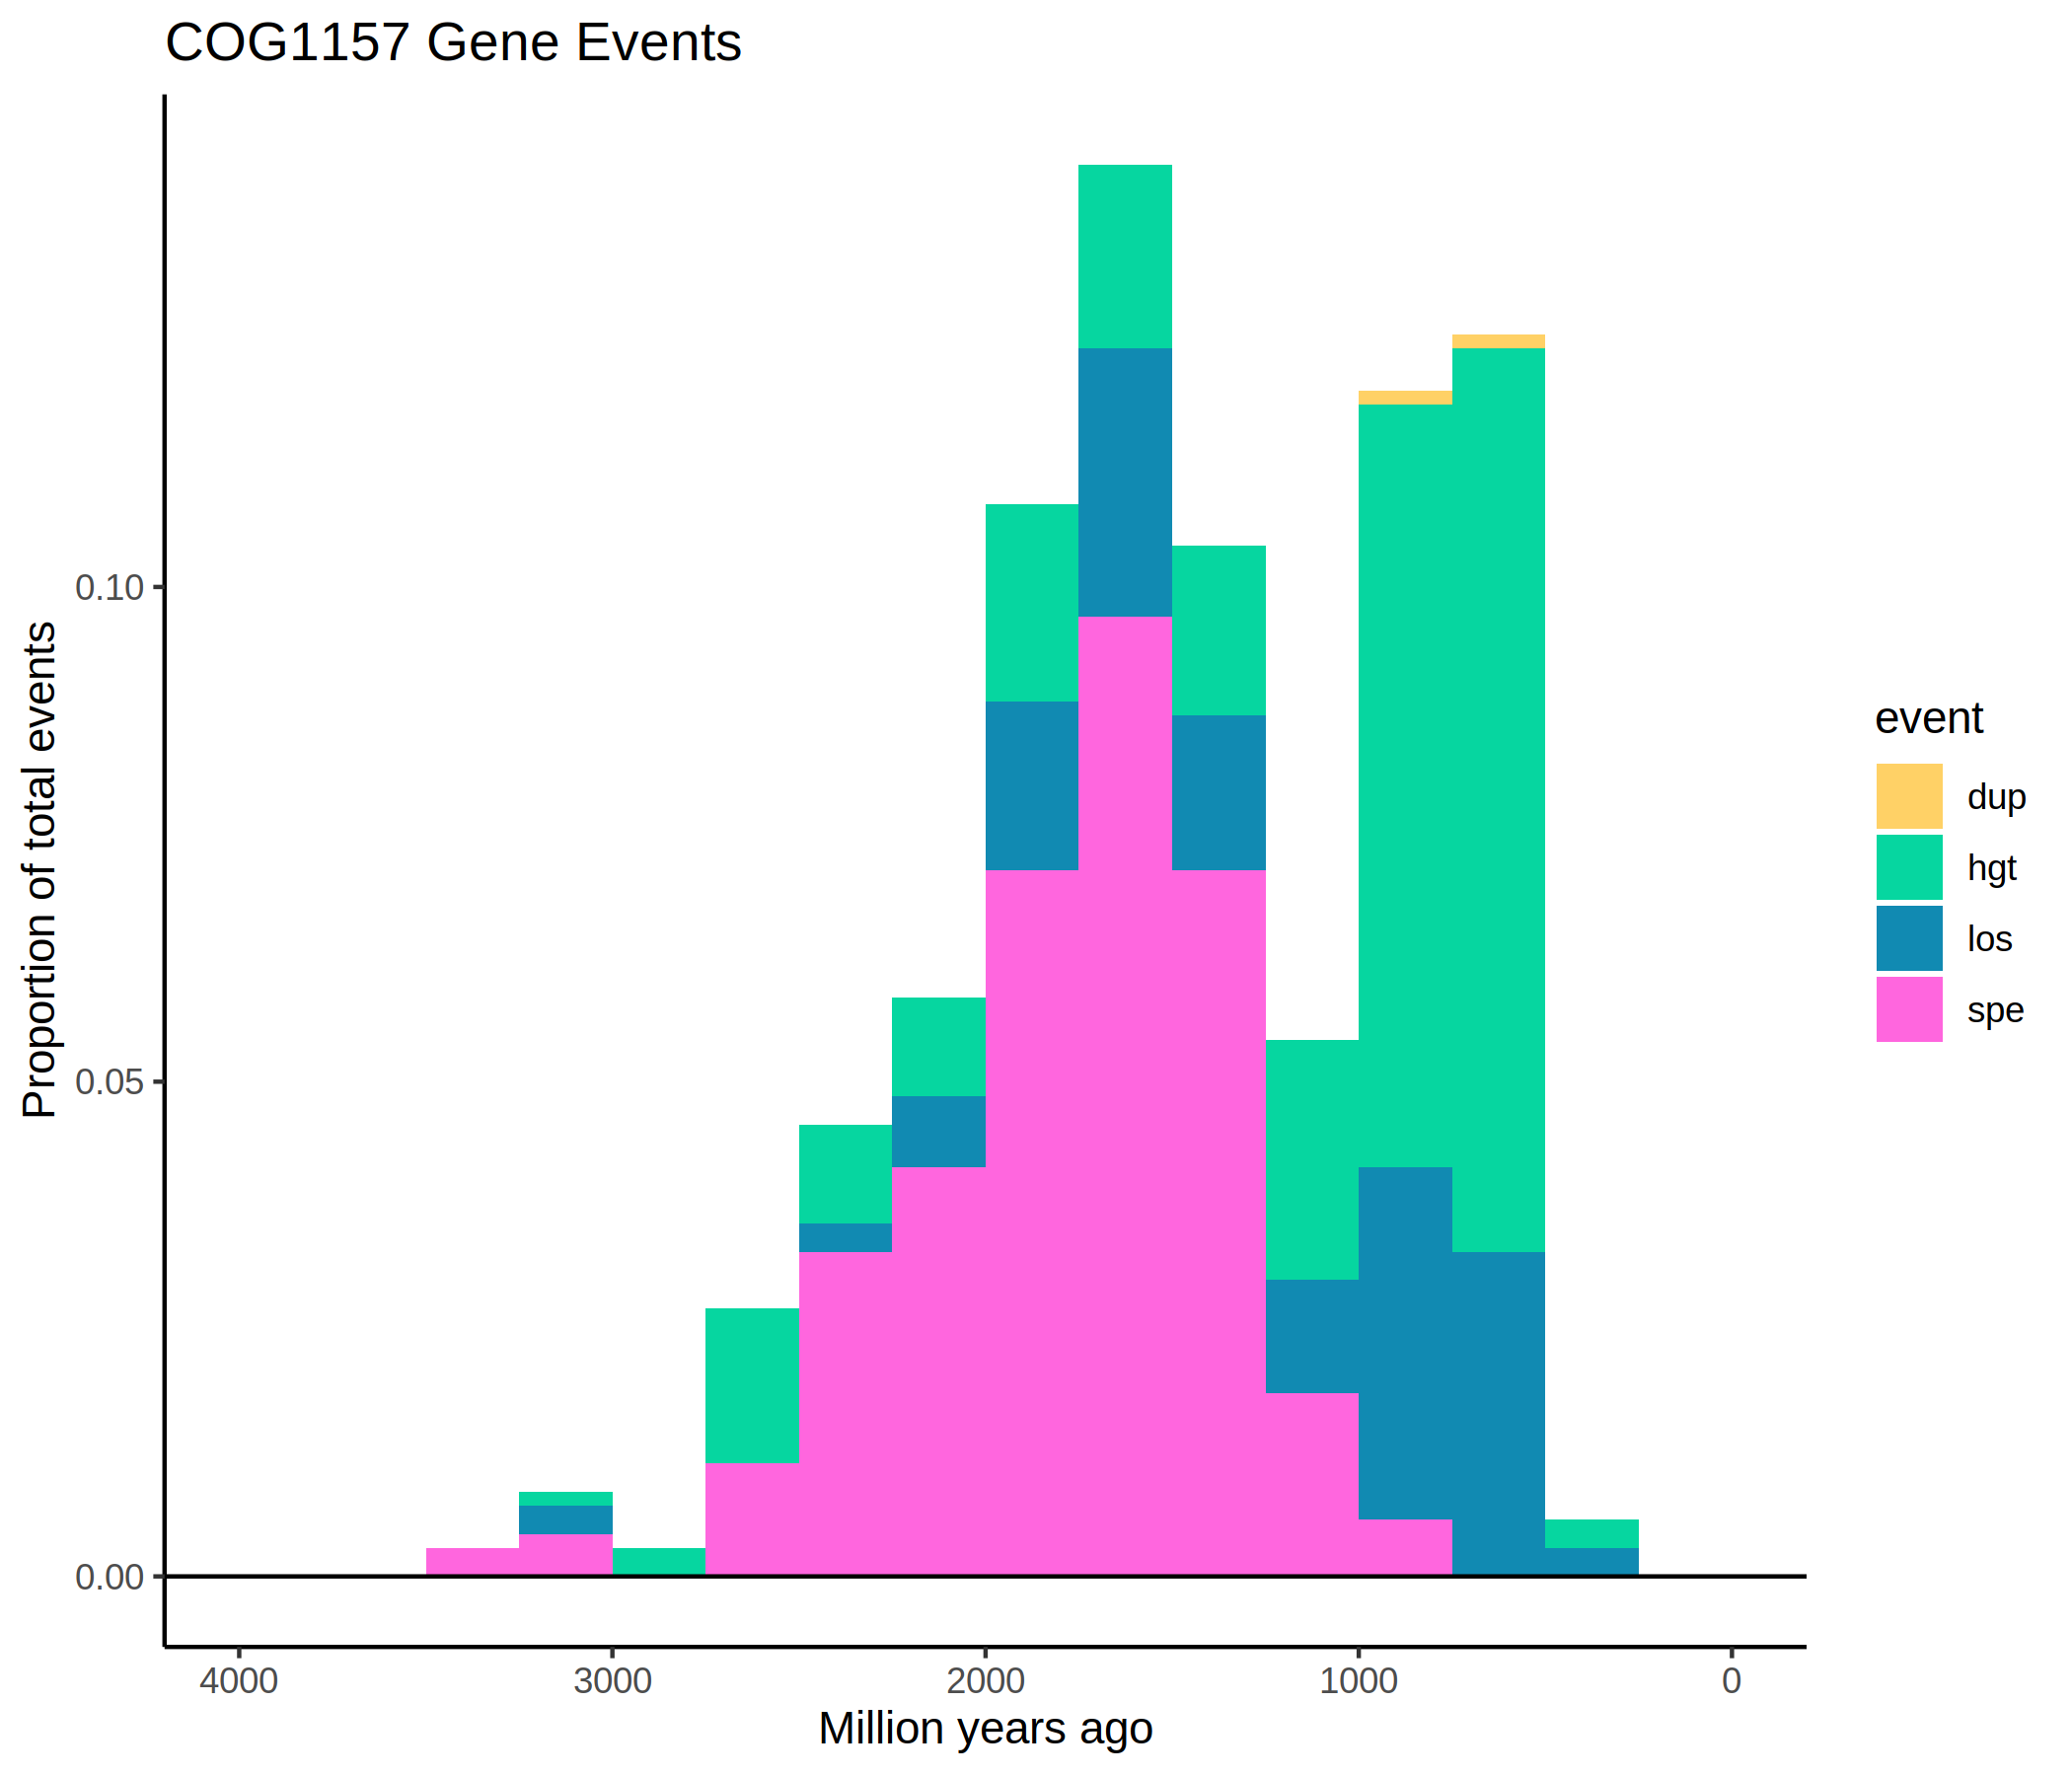 COG1157 Gene Events
Proportion of total events
0.10
0.05
0.00
4000 3000 2000 1000 0
Million years ago
event
dup
hgt
los
spe